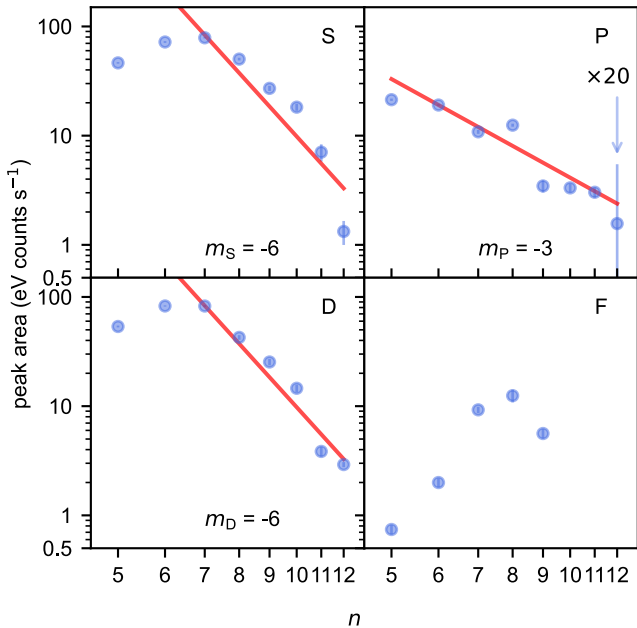 S
P
×20
100
10
1
0.5
m_S = -6
m_P = -3
peak area (eV counts s⁻¹)
D
F
100
10
1
0.5
m_D = -6
5 6 7 8 9 10 11 12
5 6 7 8 9 10 11 12
n